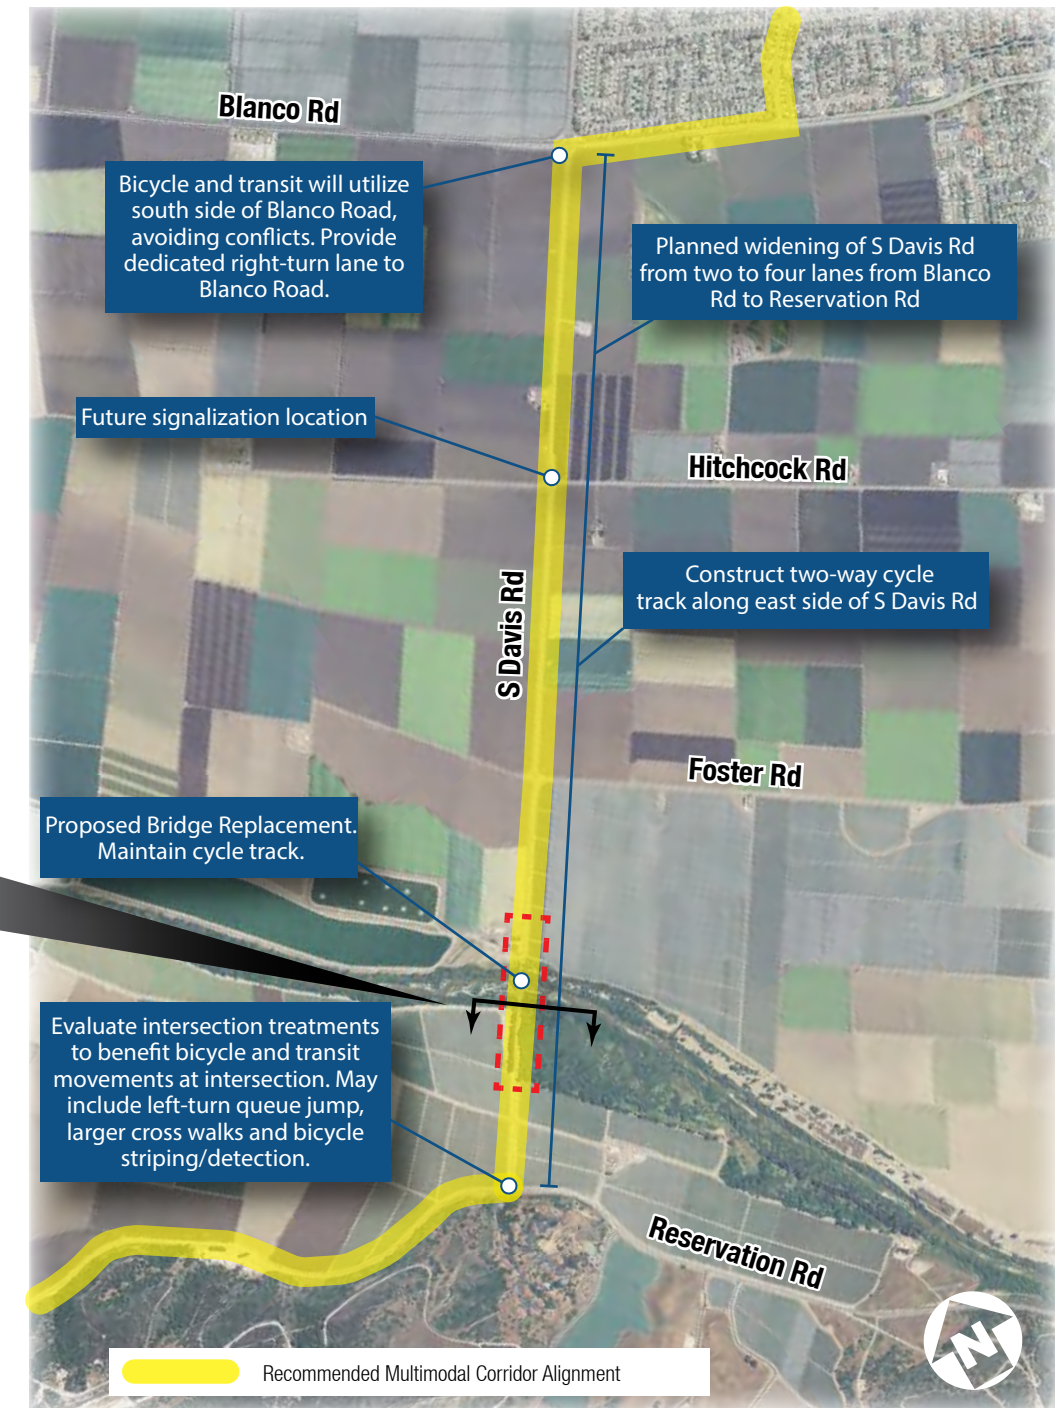 Blanco Rd
Bicycle and transit will utilize
south side of Blanco Road,
avoiding conflicts. Provide
dedicated right-turn lane to
Blanco Road.
Planned widening of S Davis Rd
from two to four lanes from Blanco
Rd to Reservation Rd
Future signalization location
Hitchcock Rd
Construct two-way cycle
track along east side of S Davis Rd
S Davis Rd
Foster Rd
Proposed Bridge Replacement.
Maintain cycle track.
Evaluate intersection treatments
to benefit bicycle and transit
movements at intersection. May
include left-turn queue jump,
larger cross walks and bicycle
striping/detection.
Reservation Rd
N
Recommended Multimodal Corridor Alignment